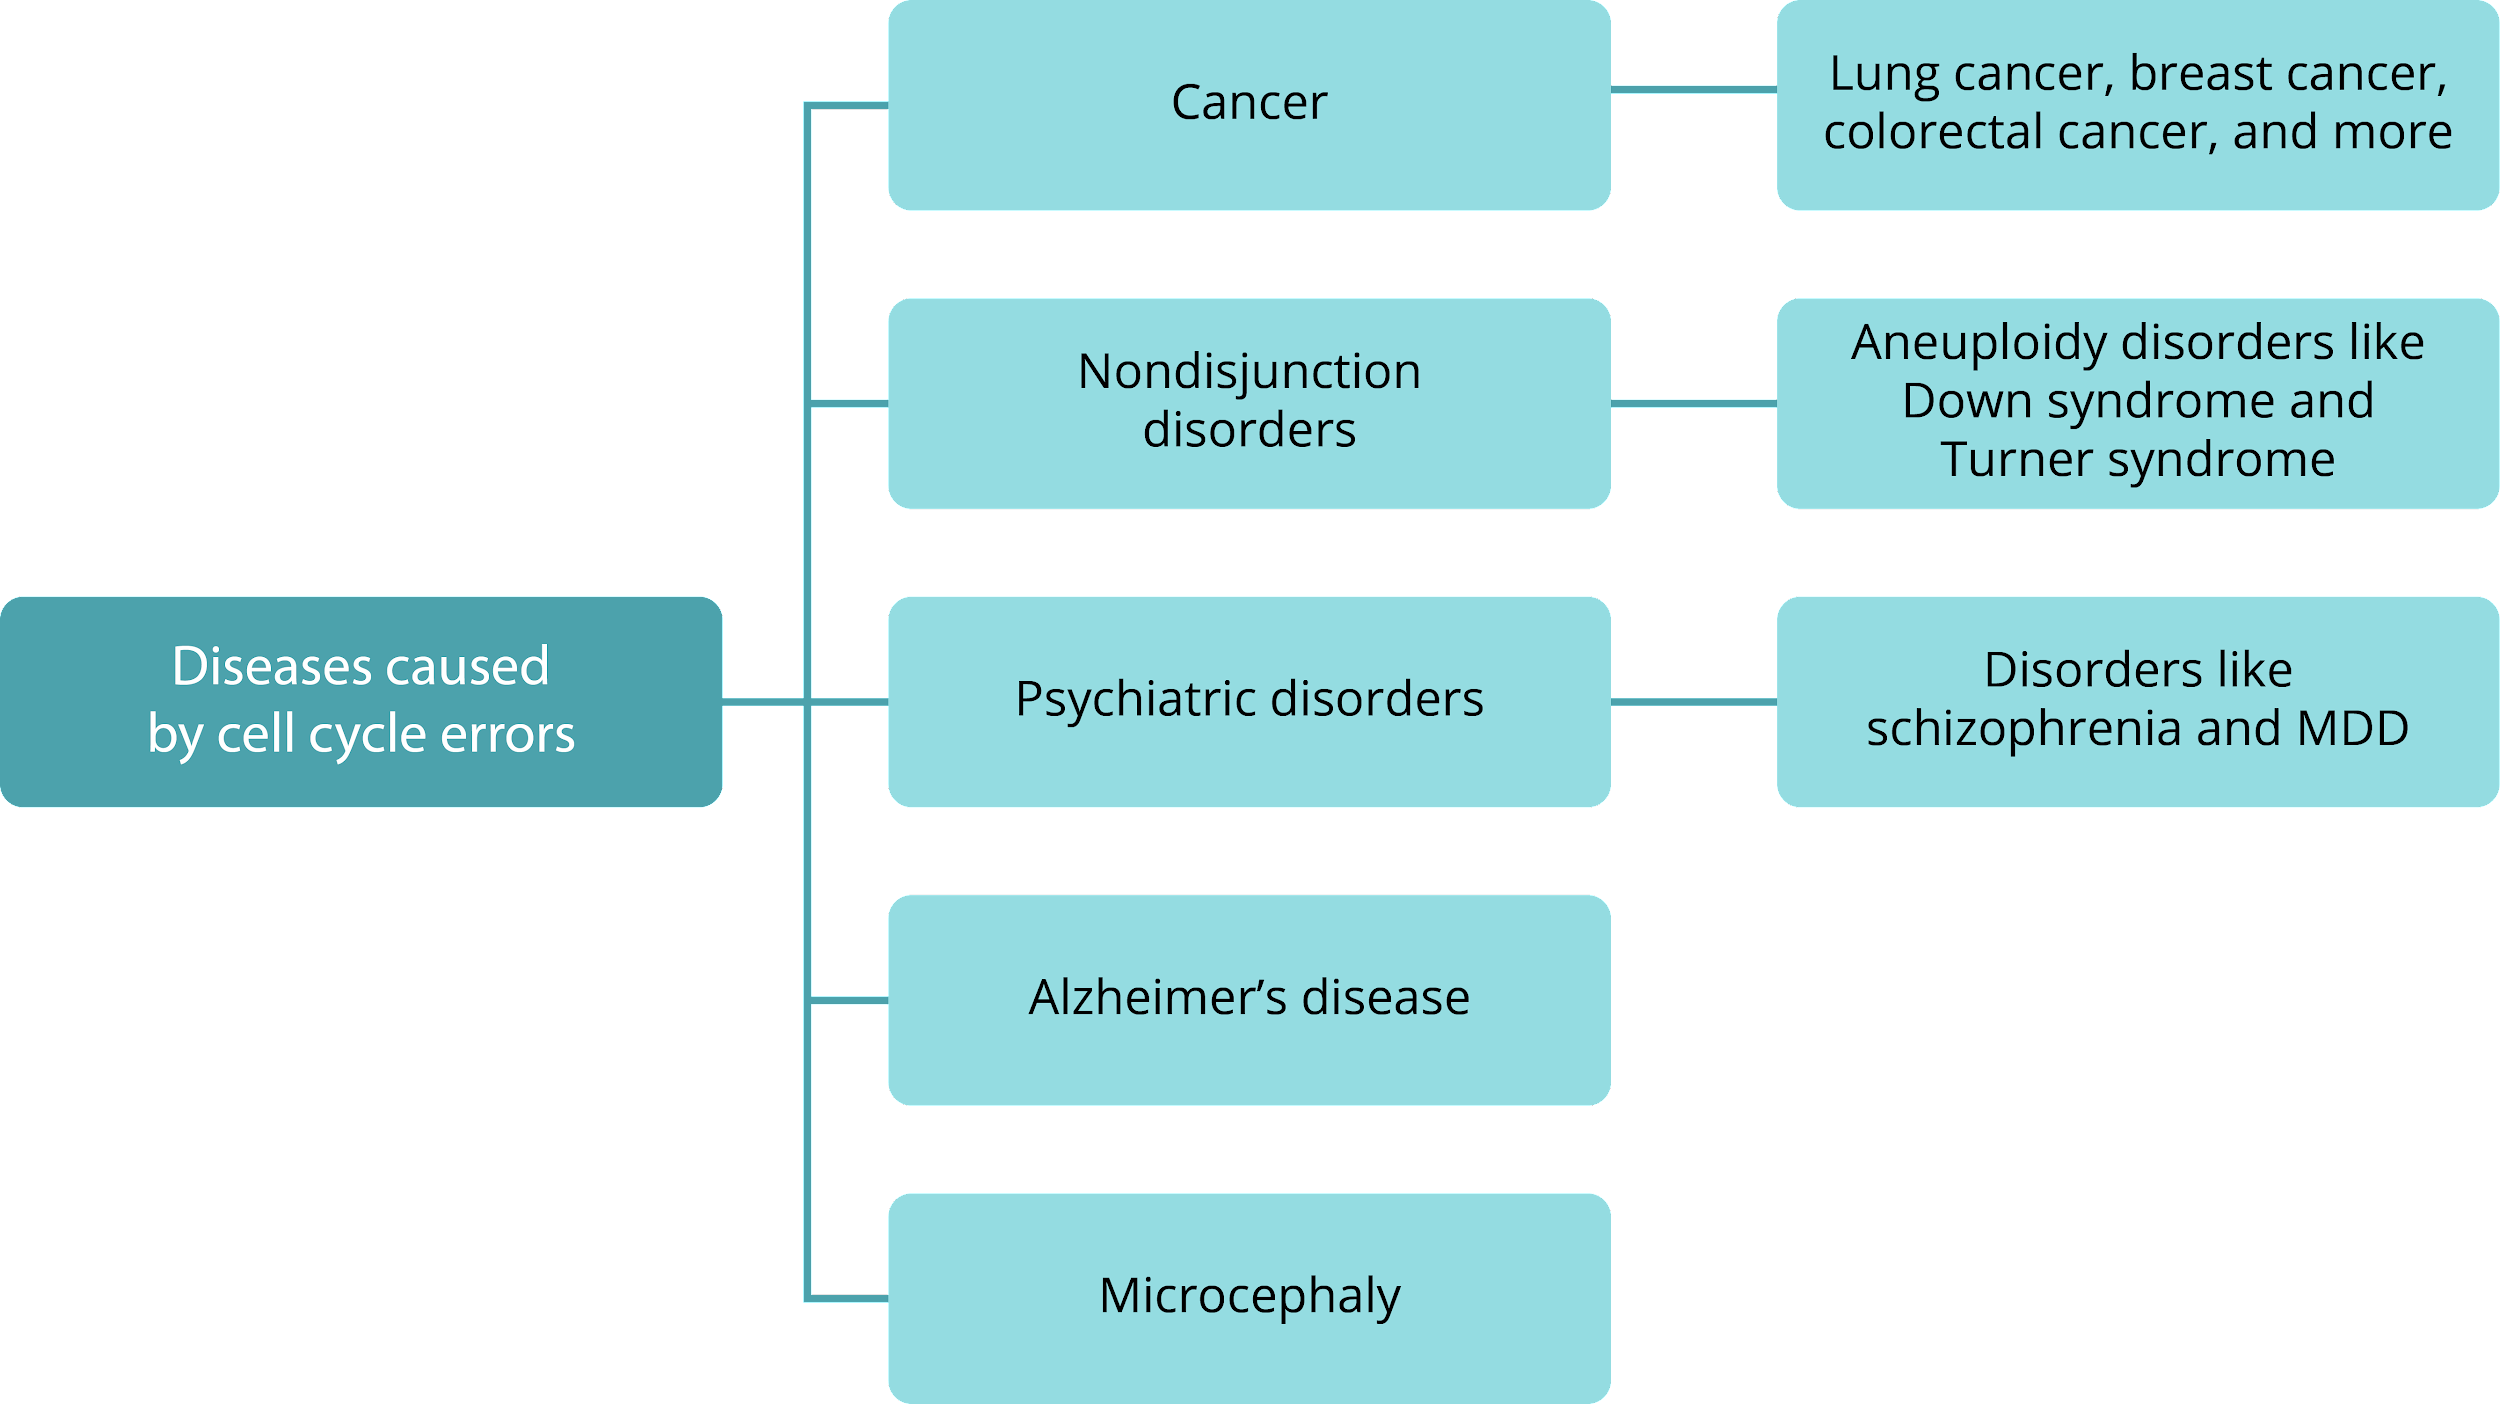 Cancer
Lung cancer, breast cancer,
colorectal cancer, and more
Nondisjunction
disorders
Aneuploidy disorders like
Down syndrome and
Turner syndrome
Diseases caused
by cell cycle errors
Psychiatric disorders
Disorders like
schizophrenia and MDD
Alzheimer’s disease
Microcephaly